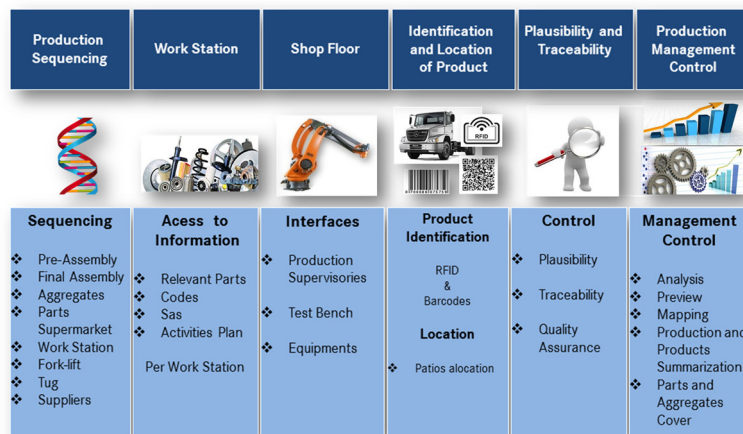 Production
Sequencing
Work Station
Shop Floor
Identification
and Location
of Product
Plausibility and
Traceability
Production
Management
Control
RFID
Sequencing
Pre-Assembly
Final Assembly
Aggregates
Parts
Supermarket
Work Station
Fork-lift
Tug
Suppliers
Acess to
Information
Relevant Parts
Codes
Sas
Activities Plan
Per Work Station
Interfaces
Production
Supervisories
Test Bench
Equipments
Product
Identification
RFID
&
Barcodes
Location
Patios alocation
Control
Plausibility
Traceability
Quality
Assurance
Management
Control
Analysis
Preview
Mapping
Production and
Products
Summarization
Parts and
Aggregates
Cover